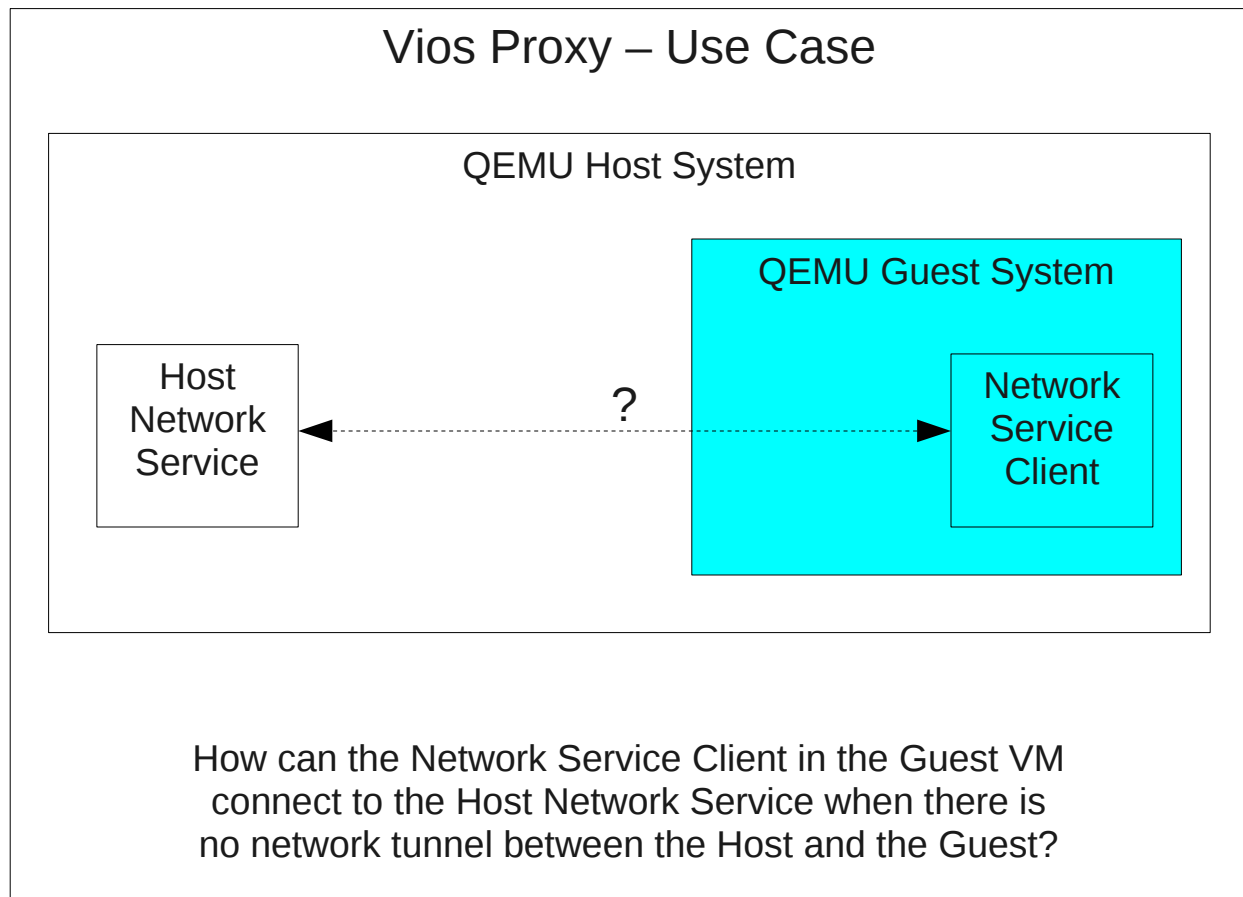 Vios Proxy – Use Case
QEMU Host System
QEMU Guest System
Host
Network
Service
?
Network
Service
Client
How can the Network Service Client in the Guest VM
connect to the Host Network Service when there is
no network tunnel between the Host and the Guest?